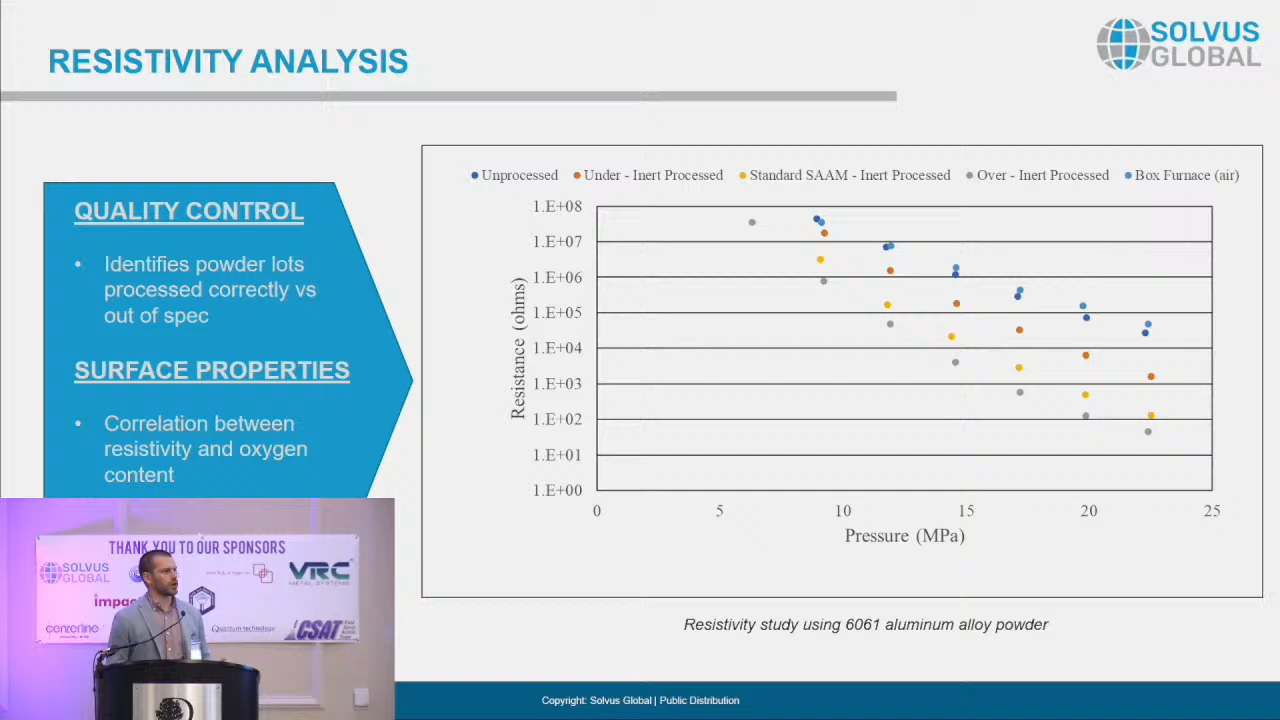 RESISTIVITY ANALYSIS
SOLVUS
GLOBAL
QUALITY CONTROL
• Identifies powder lots
processed correctly vs
out of spec
SURFACE PROPERTIES
• Correlation between
resistivity and oxygen
content
Unprocessed Under - Inert Processed Standard SAAM - Inert Processed Over - Inert Processed Box Furnace (air)
1.E+08
1.E+07
1.E+06
1.E+05
1.E+04
1.E+03
1.E+02
1.E+01
1.E+00
Resistance (ohms)
0 5 10 15 20 25
Pressure (MPa)
Resistivity study using 6061 aluminum alloy powder
THANK YOU TO OUR SPONSORS
SOLVUS
GLOBAL
VRC
METAL SYSTEMS
impac
centerline
Quantum technology
CSAT
Copyright: Solvus Global | Public Distribution